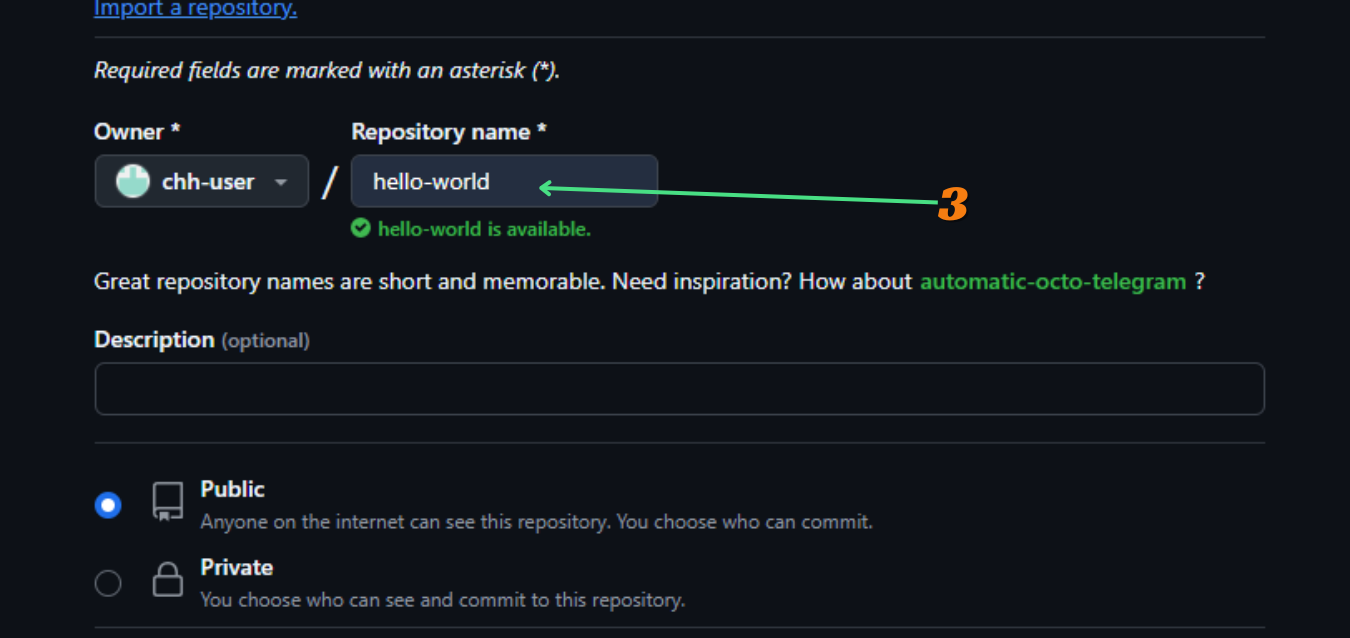 Import a repository.
Required fields are marked with an asterisk (*).
Owner * Repository name *
chh-user / hello-world
3
hello-world is available.
Great repository names are short and memorable. Need inspiration? How about automatic-octo-telegram ?
Description (optional)
Public
Anyone on the internet can see this repository. You choose who can commit.
Private
You choose who can see and commit to this repository.